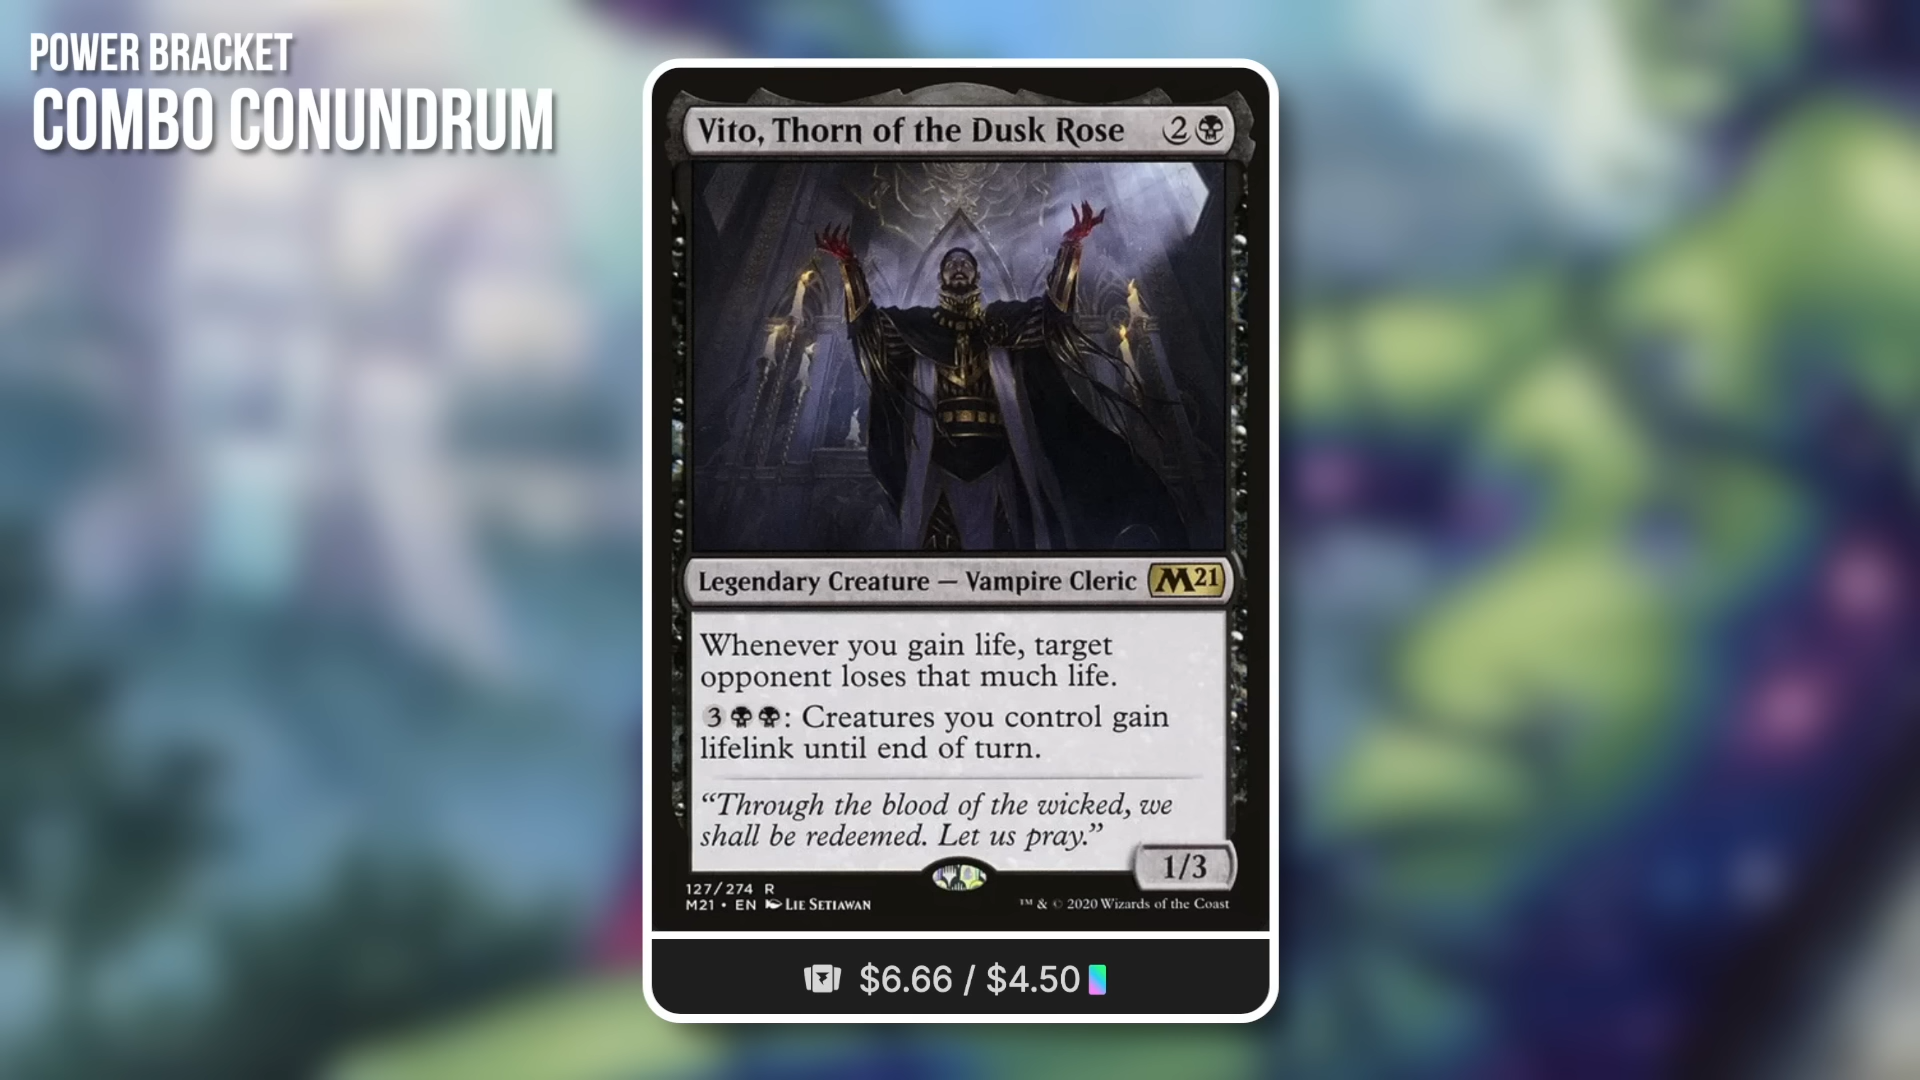 POWER BRACKET
COMBO CONUNDRUM
Vito, Thorn of the Dusk Rose 2
Legendary Creature — Vampire Cleric M21
Whenever you gain life, target
opponent loses that much life.
3 : Creatures you control gain
lifelink until end of turn.
“Through the blood of the wicked, we
shall be redeemed. Let us pray.”
1/3
127/274 R
M21 • EN LIE SETIAWAN
™ & © 2020 Wizards of the Coast
$6.66 / $4.50